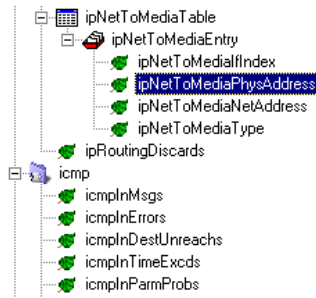 ipNetToMediaTable
ipNetToMediaEntry
ipNetToMediaIfIndex
ipNetToMediaPhysAddress
ipNetToMediaNetAddress
ipNetToMediaType
ipRoutingDiscards
icmp
icmpInMsgs
icmpInErrors
icmpInDestUnreachs
icmpInTimeExcds
icmpInParmProbs